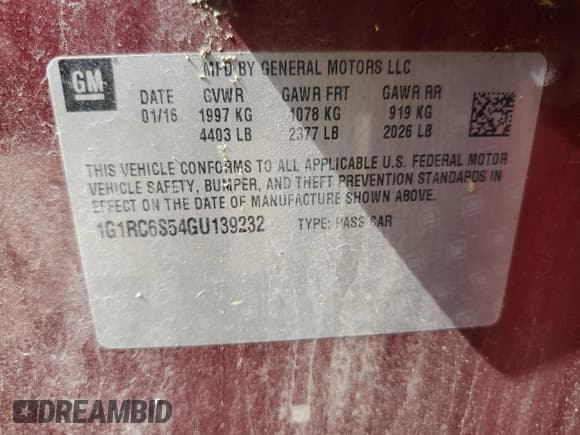 GM
MFD BY GENERAL MOTORS LLC
DATE GVWR GAWR FRT GAWR RR
01/16 1997 KG 1078 KG 919 KG
4403 LB 2377 LB 2026 LB
THIS VEHICLE CONFORMS TO ALL APPLICABLE U.S. FEDERAL MOTOR
VEHICLE SAFETY, BUMPER, AND THEFT PREVENTION STANDARDS IN
EFFECT ON THE DATE OF MANUFACTURE SHOWN ABOVE.
1G1RC6S54GU139232 TYPE: PASS CAR
DREAMBID